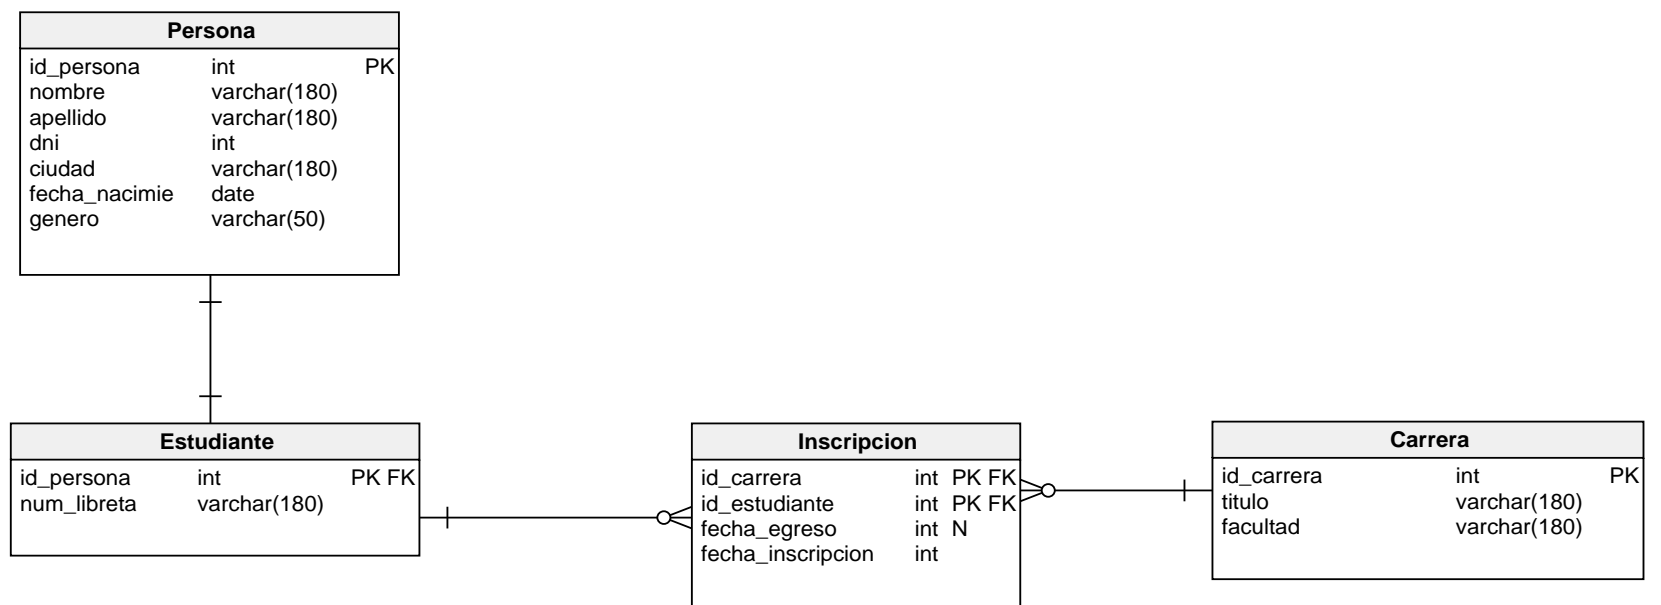 Persona
id_persona int PK
nombre varchar(180)
apellido varchar(180)
dni int
ciudad varchar(180)
fecha_nacimie date
genero varchar(50)
Estudiante
id_persona int PK FK
num_libreta varchar(180)
Inscripcion
id_carrera int PK FK
id_estudiante int PK FK
fecha_egreso int N
fecha_inscripcion int
Carrera
id_carrera int PK
titulo varchar(180)
facultad varchar(180)